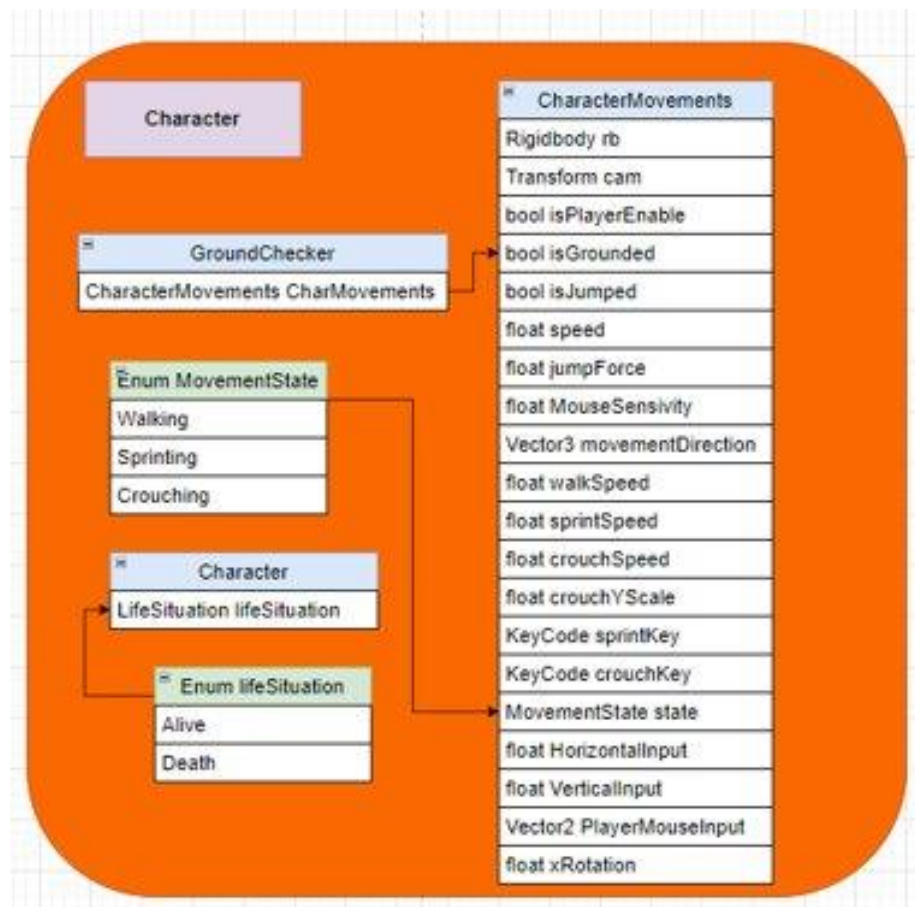 Character
GroundChecker
CharacterMovements CharMovements
Enum MovementState
Walking
Sprinting
Crouching
Character
LifeSituation lifeSituation
Enum lifeSituation
Alive
Death
CharacterMovements
Rigidbody rb
Transform cam
bool isPlayerEnable
bool isGrounded
bool isJumped
float speed
float jumpForce
float MouseSensivity
Vector3 movementDirection
float walkSpeed
float sprintSpeed
float crouchSpeed
float crouchYScale
KeyCode sprintKey
KeyCode crouchKey
MovementState state
float HorizontalInput
float VerticalInput
Vector2 PlayerMouseInput
float xRotation